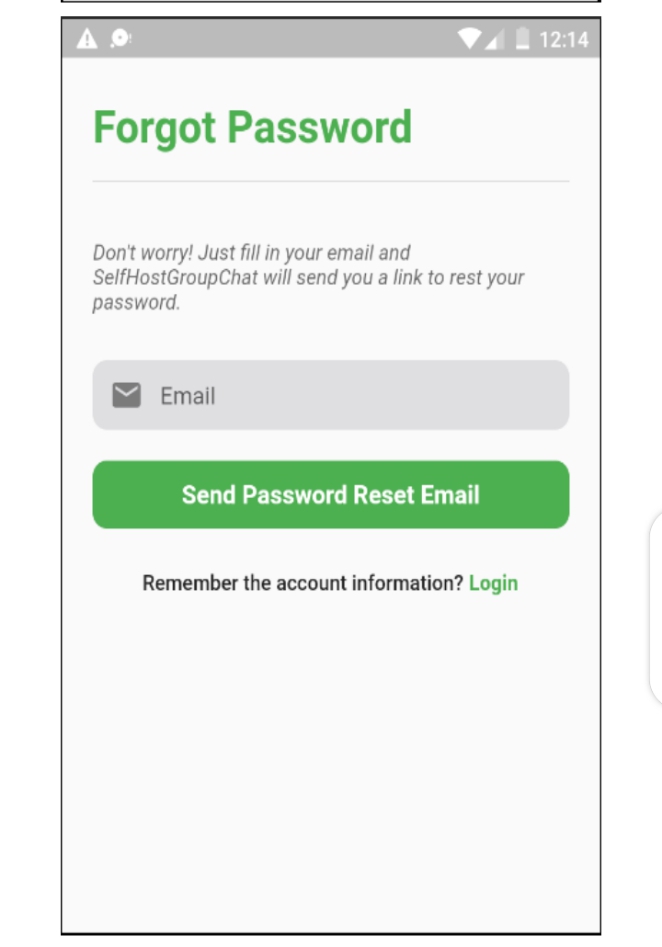 12:14
Forgot Password
Don't worry! Just fill in your email and
SelfHostGroupChat will send you a link to rest your
password.
Email
Send Password Reset Email
Remember the account information? Login